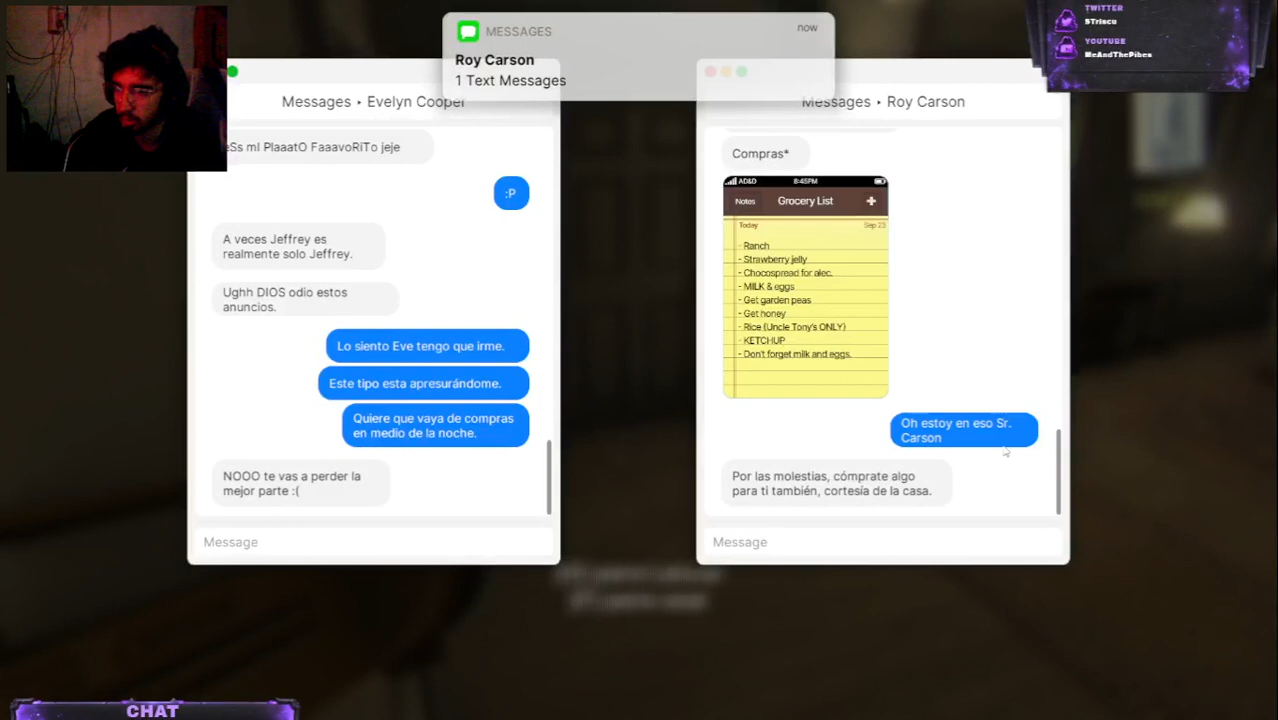 MESSAGES
now
Roy Carson
1 Text Messages
TWITTER
STriscu
YOUTUBE
MeAndThePibes
Messages ▸ Evelyn Cooper
eSs mI PlaaatO FaaavoRiTo jeje
:P
A veces Jeffrey es
realmente solo Jeffrey.
Ughh DIOS odio estos
anuncios.
Lo siento Eve tengo que irme.
Este tipo esta apresurándome.
Quiere que vaya de compras
en medio de la noche.
NOOO te vas a perder la
mejor parte :(
Message
Messages ▸ Roy Carson
Compras*
AD&D 8:45PM
Notes Grocery List +
Today Sep 23
- Ranch
- Strawberry jelly
- Chocospread for alec.
- MILK & eggs
- Get garden peas
- Get honey
- Rice (Uncle Tony's ONLY)
- KETCHUP
- Don't forget milk and eggs.
Oh estoy en eso Sr.
Carson
Por las molestias, cómprate algo
para ti también, cortesía de la casa.
Message
CHAT